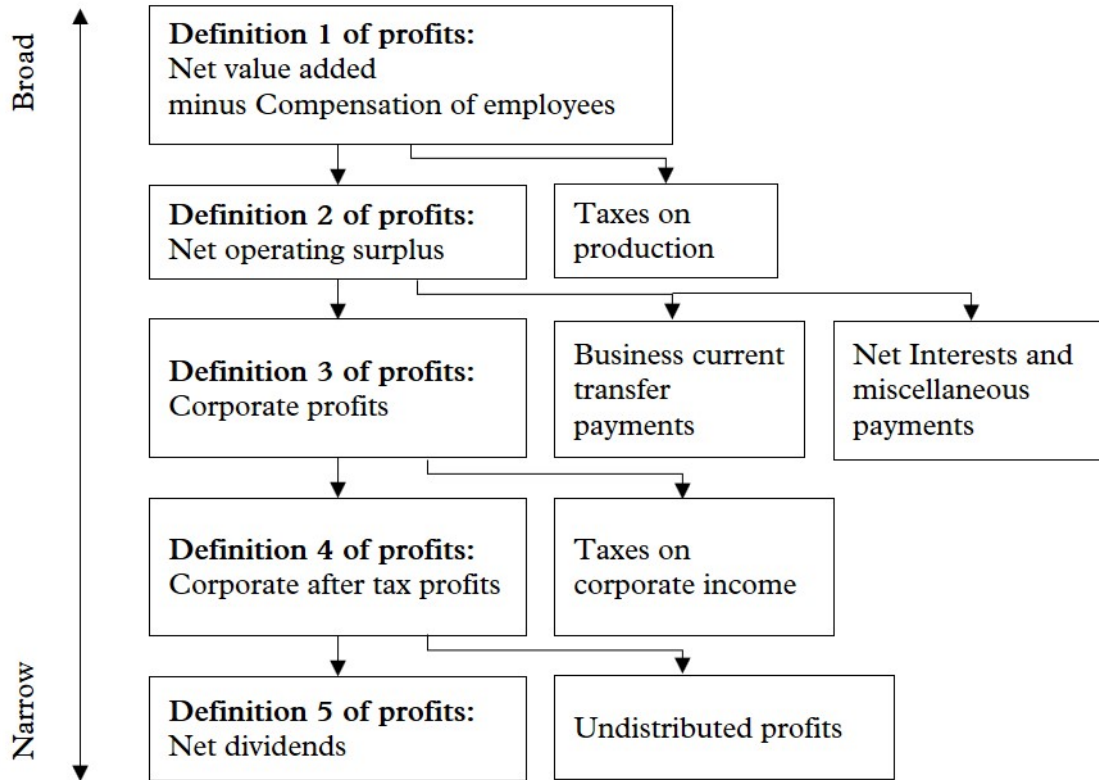 Broad
Definition 1 of profits:
Net value added
minus Compensation of employees
Definition 2 of profits:
Net operating surplus
Taxes on
production
Definition 3 of profits:
Corporate profits
Business current
transfer
payments
Net Interests and
miscellaneous
payments
Definition 4 of profits:
Corporate after tax profits
Taxes on
corporate income
Narrow
Definition 5 of profits:
Net dividends
Undistributed profits